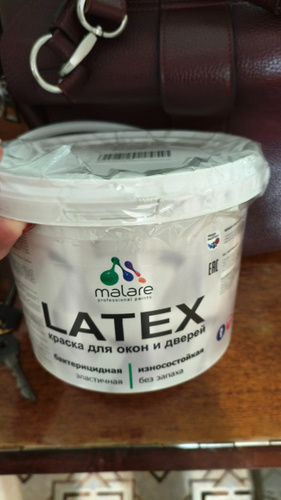 malare
professional paints
LATEX
краска для окон и дверей
бактерицидная
износостойкая
эластичная
без запаха
EAC